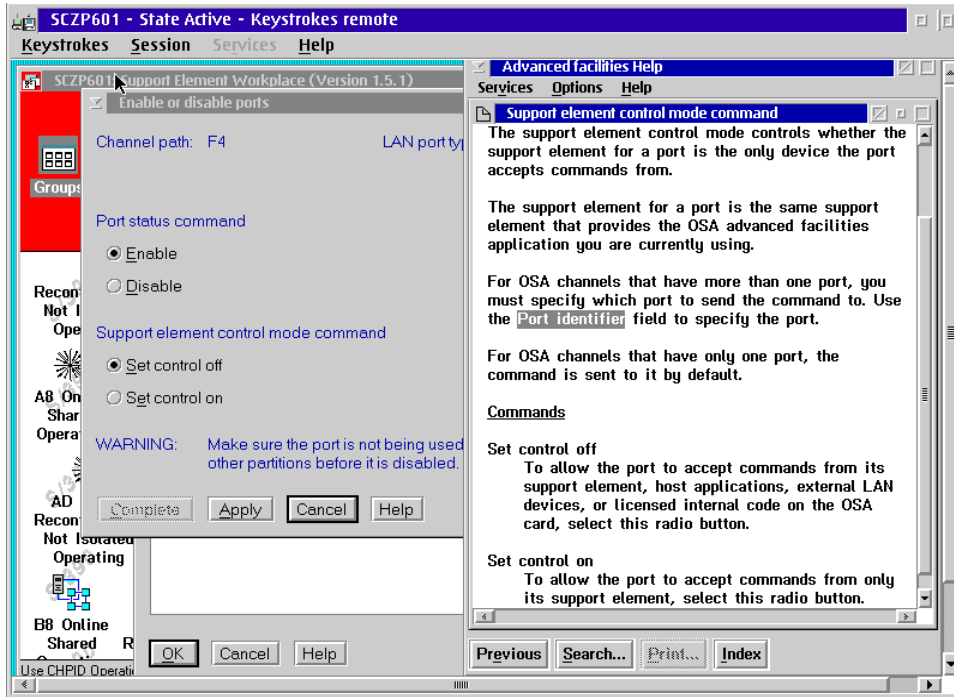 SCZP601 - State Active - Keystrokes remote
Keystrokes Session Services Help
SCZP601 Support Element Workplace (Version 1.5.1)
Groups
Recon
Not I
Ope
A8 On
Shar
Opera
AD
Recon
Not Isolated
Operating
B8 Online
Shared R
Use CHPID Operati
Enable or disable ports
Channel path: F4 LAN port typ
Port status command
Enable
Disable
Support element control mode command
Set control off
Set control on
WARNING: Make sure the port is not being used
other partitions before it is disabled.
Complete Apply Cancel Help
OK Cancel Help
Advanced facilities Help
Services Options Help
Support element control mode command
The support element control mode controls whether the
support element for a port is the only device the port
accepts commands from.
The support element for a port is the same support
element that provides the OSA advanced facilities
application you are currently using.
For OSA channels that have more than one port, you
must specify which port to send the command to. Use
the Port identifier field to specify the port.
For OSA channels that have only one port, the
command is sent to it by default.
Commands
Set control off
To allow the port to accept commands from its
support element, host applications, external LAN
devices, or licensed internal code on the OSA
card, select this radio button.
Set control on
To allow the port to accept commands from only
its support element, select this radio button.
Previous Search... Print... Index